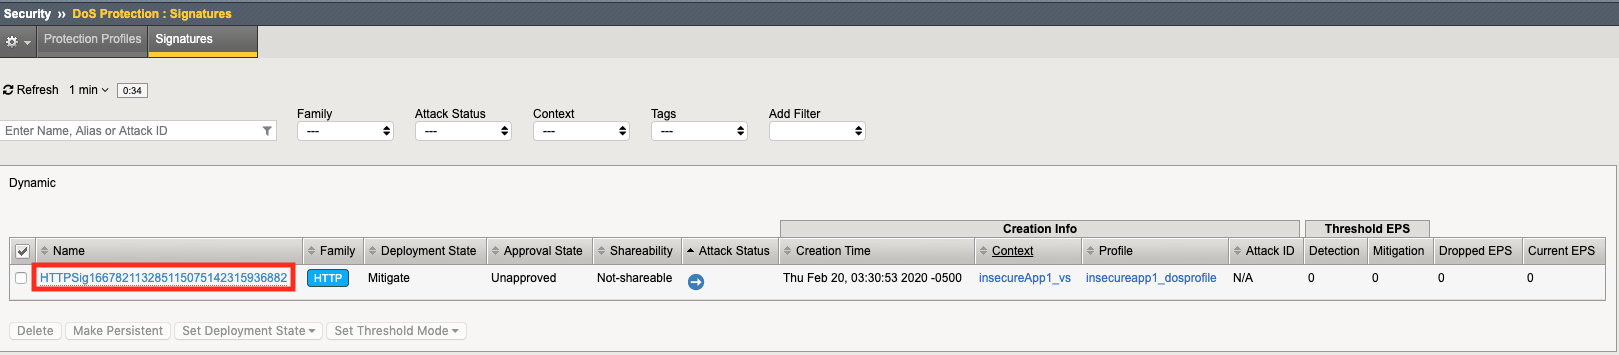 Security ›› DoS Protection : Signatures
Protection Profiles Signatures
Refresh 1 min 0:34
Family Attack Status Context Tags Add Filter
Enter Name, Alias or Attack ID --- --- --- ---
Dynamic
Creation Info Threshold EPS
Name Family Deployment State Approval State Shareability Attack Status Creation Time Context Profile Attack ID Detection Mitigation Dropped EPS Current EPS
HTTPSig16678211328511507514231593688​2 HTTP Mitigate Unapproved Not-shareable Thu Feb 20, 03:30:53 2020 -0500 insecureApp1_vs insecureapp1_dosprofile N/A 0 0 0 0
Delete Make Persistent Set Deployment State Set Threshold Mode